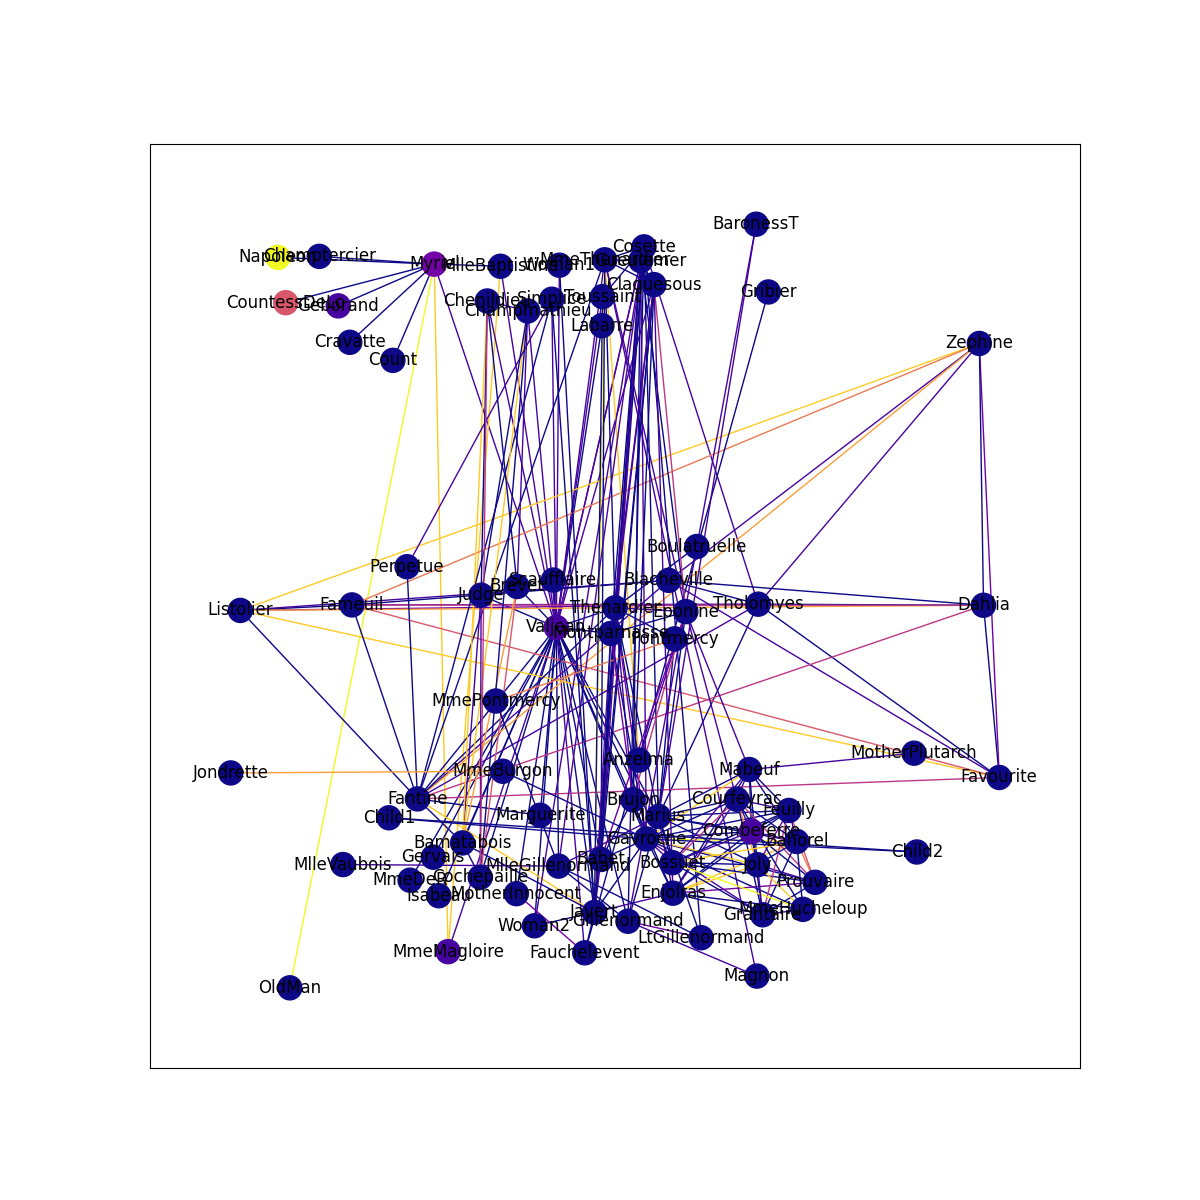 BaronessT
Cosette
Napoleon
Champtercier
Myriel
MlleBaptistine
Woman1
MmeThenardier
Claquesous
Gribier
CountessDeLo
Geborand
Chenildieu
Simplice
Toussaint
Champmathieu
Labarre
Cravatte
Zephine
Count
Boulatruelle
Perpetue
Scaufflaire
Blacheville
Brevet
Judge
Listolier
Fameuil
Thenardier
Eponine
Tholomyes
Dahlia
Valjean
Montparnasse
Pontmercy
MmePontmercy
MotherPlutarch
Anzelma
Jondrette
MmeBurgon
Mabeuf
Favourite
Fantine
Brujon
Courfeyrac
Feuilly
Child1
Marguerite
Marius
Combeferre
Gavroche
Bahorel
Bamatabois
Child2
Gervais
MlleVaubois
MlleGillenormand
Babet
Bossuet
Joly
MmeDeR
Cochepaille
Prouvaire
Isabeau
MotherInnocent
Enjolras
Javert
Grantaire
MmeHucheloup
Woman2
Gillenormand
LtGillenormand
MmeMagloire
Fauchelevent
Magnon
OldMan